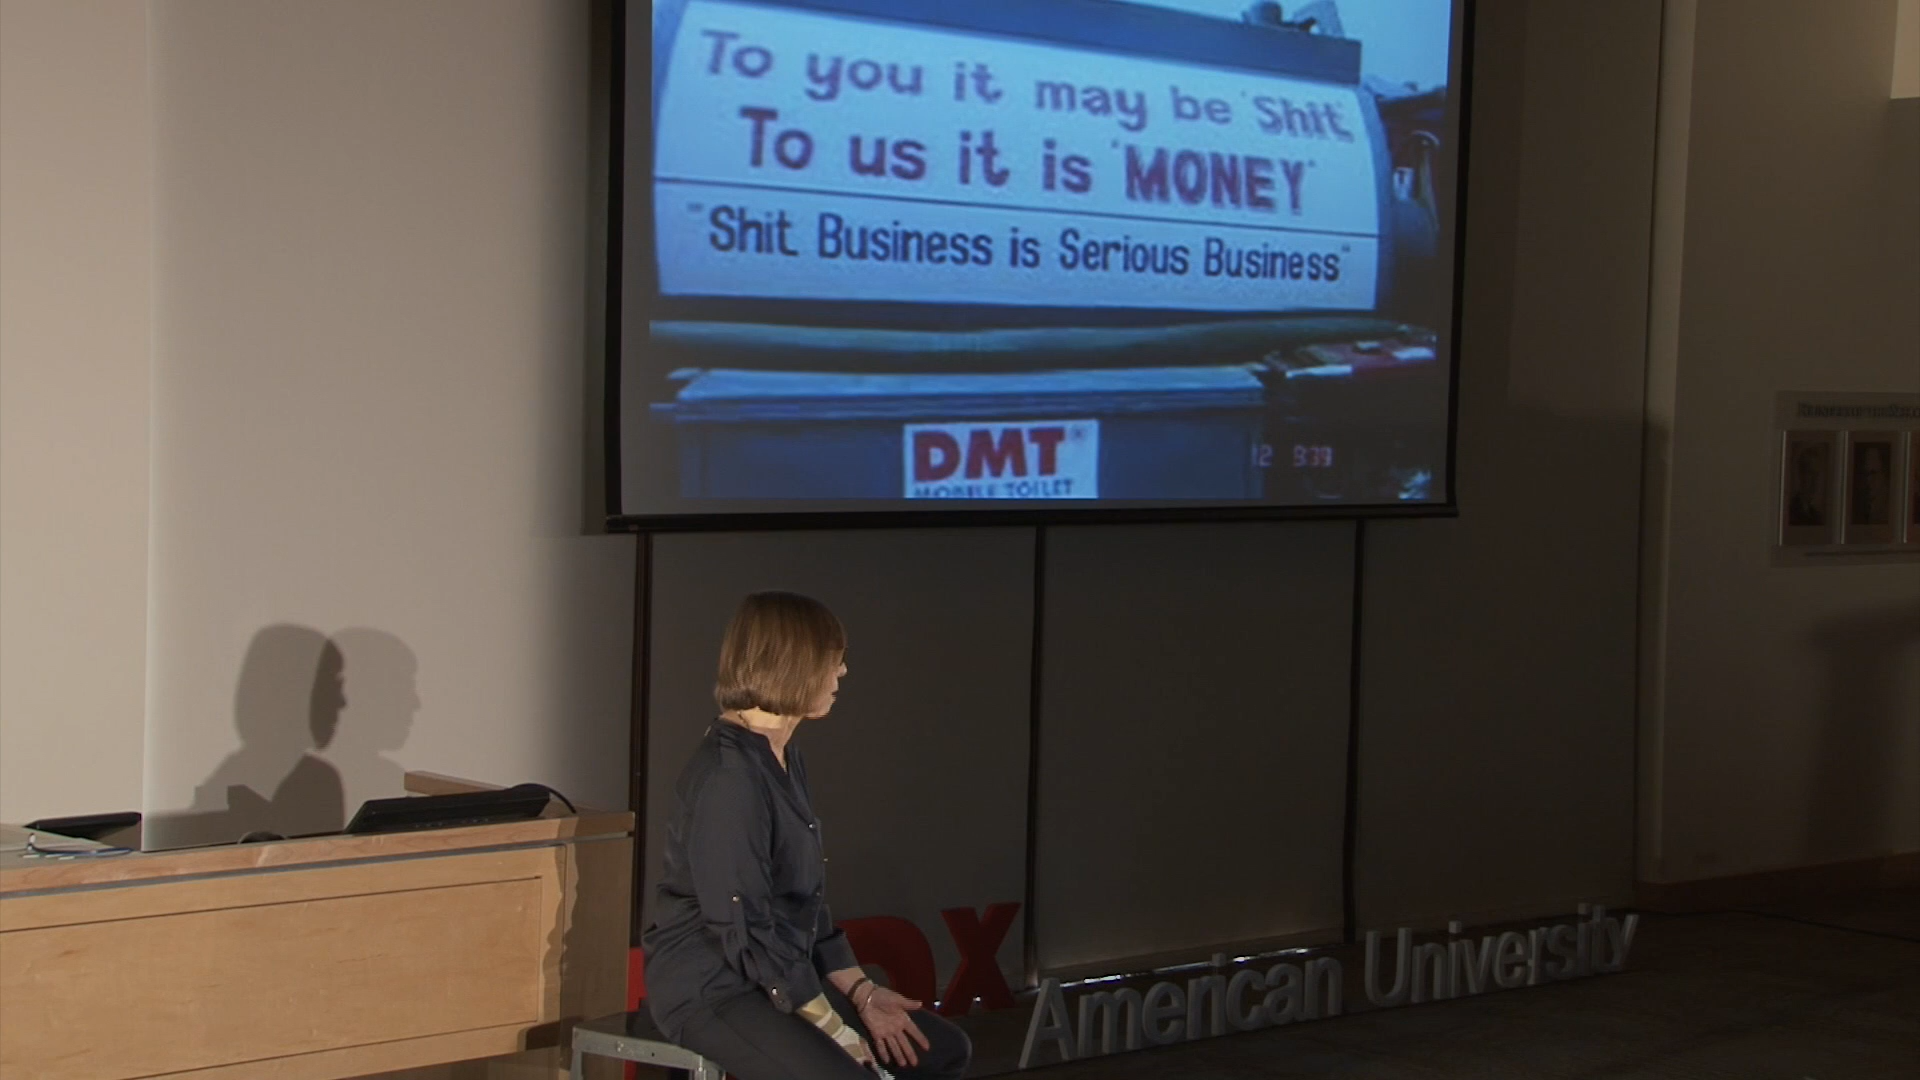 To you it may be 'Shit'
To us it is 'MONEY'
"Shit Business is Serious Business"
DMT®
MOBILE TOILET
12 9:39
X
American University